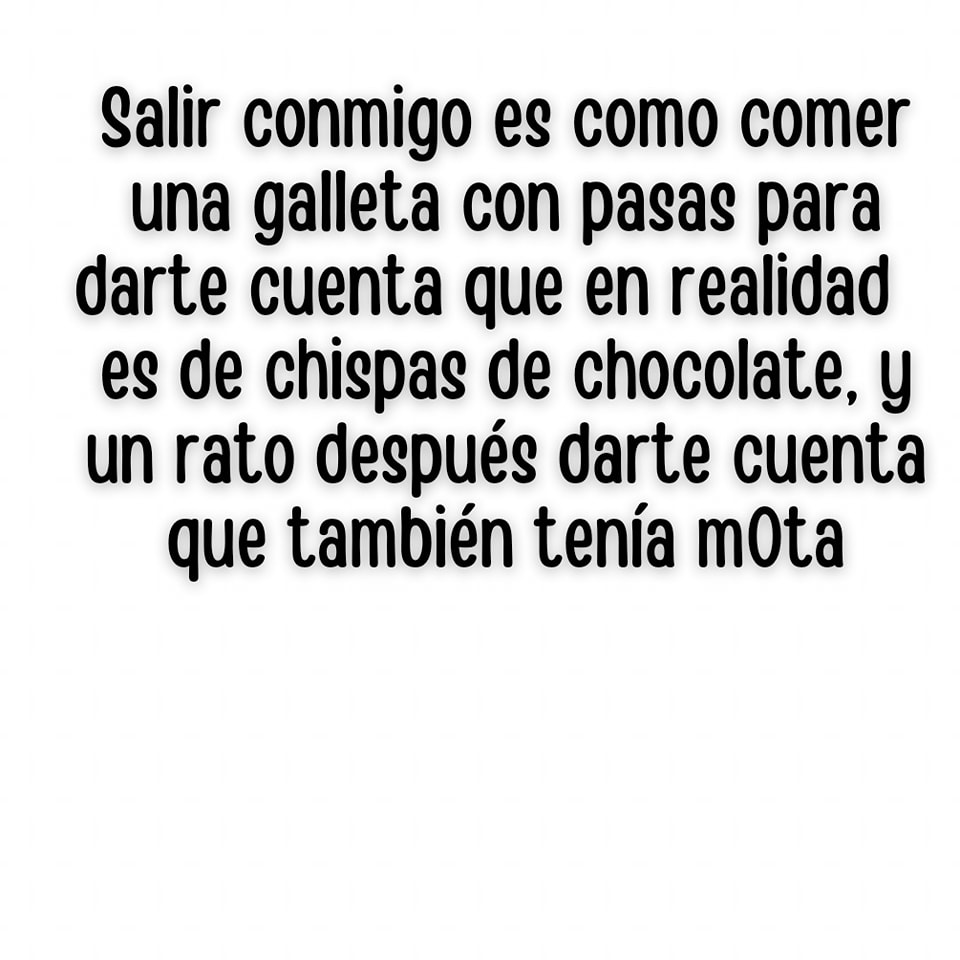 Salir conmigo es como comer
una galleta con pasas para
darte cuenta que en realidad
es de chispas de chocolate, y
un rato después darte cuenta
que también tenía m0ta